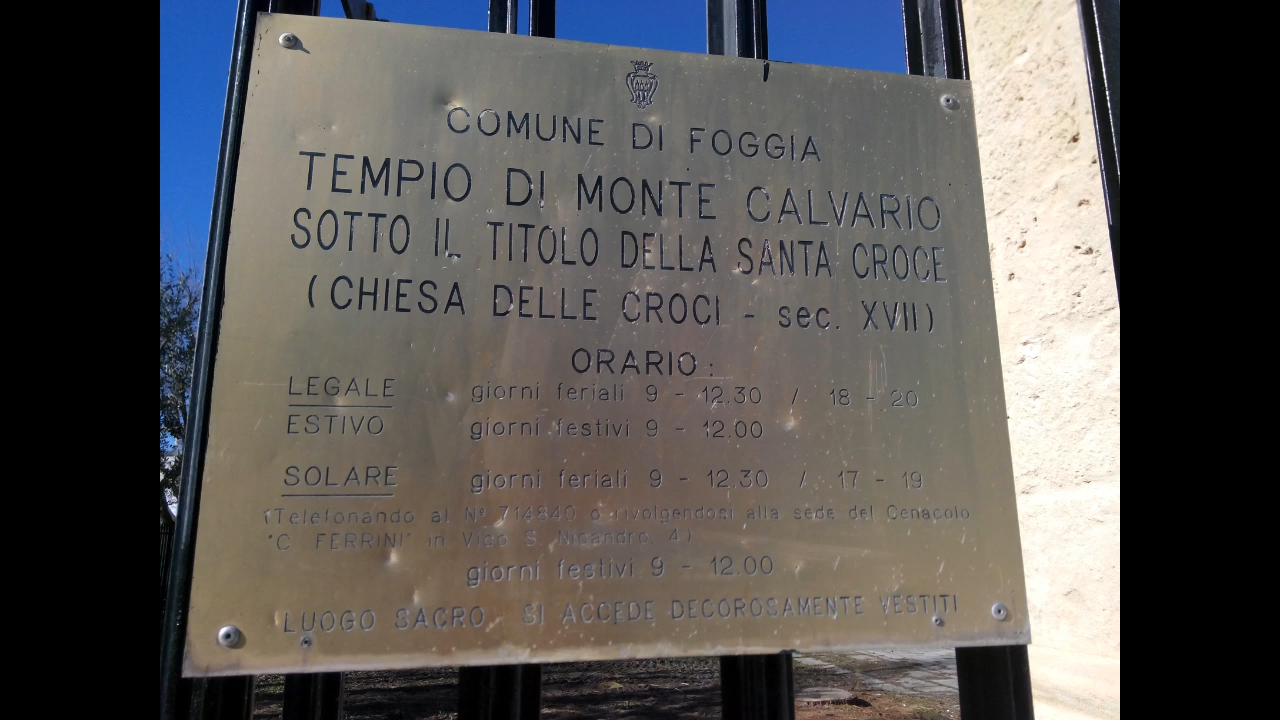 COMUNE DI FOGGIA
TEMPIO DI MONTE CALVARIO
SOTTO IL TITOLO DELLA SANTA CROCE
(CHIESA DELLE CROCI - sec. XVII)
ORARIO:
LEGALE giorni feriali 9 - 12.30 / 18 - 20
ESTIVO giorni festivi 9 - 12.00
SOLARE giorni feriali 9 - 12.30 / 17 - 19
(Telefonando al Nº 714840 o rivolgendosi alla sede del Cenacolo
"C FERRINI" in Vico S. Nicandro, 4)
giorni festivi 9 - 12.00
LUOGO SACRO SI ACCEDE DECOROSAMENTE VESTITI